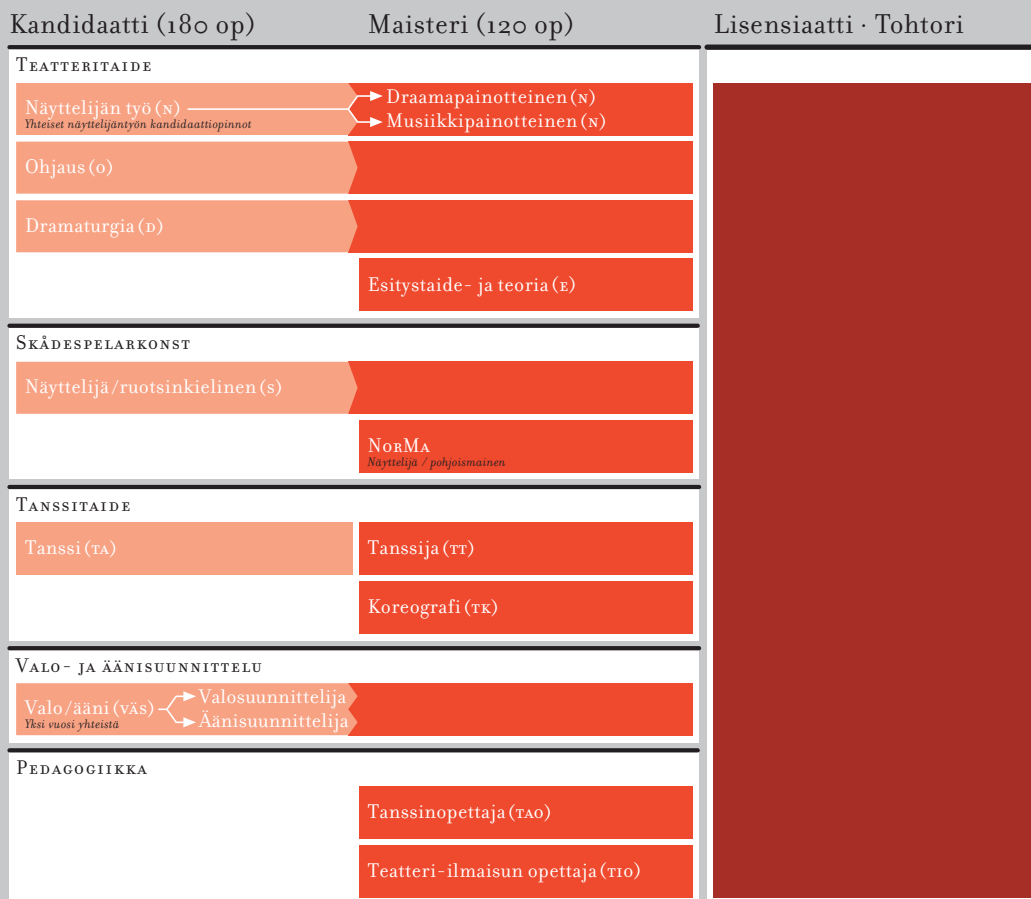 Kandidaatti (180 op)
Maisteri (120 op)
Lisensiaatti · Tohtori
Teatteritaide
Näyttelijän työ (N)
Yhteiset näyttelijäntyön kandidaattiopinnot
Draamapainotteinen (N)
Musiikkipainotteinen (N)
Ohjaus (O)
Dramaturgia (D)
Esitystaide- ja teoria (E)
Skådespelarkonst
Näyttelijä/ruotsinkielinen (S)
NorMa
Näyttelijä / pohjoismainen
Tanssitaide
Tanssi (TA)
Tanssija (TT)
Koreografi (TK)
Valo- ja äänisuunnittelu
Valo/ääni (VÄS)
Yksi vuosi yhteistä
Valosuunnittelija
Äänisuunnittelija
Pedagogiikka
Tanssinopettaja (TAO)
Teatteri-ilmaisun opettaja (TIO)